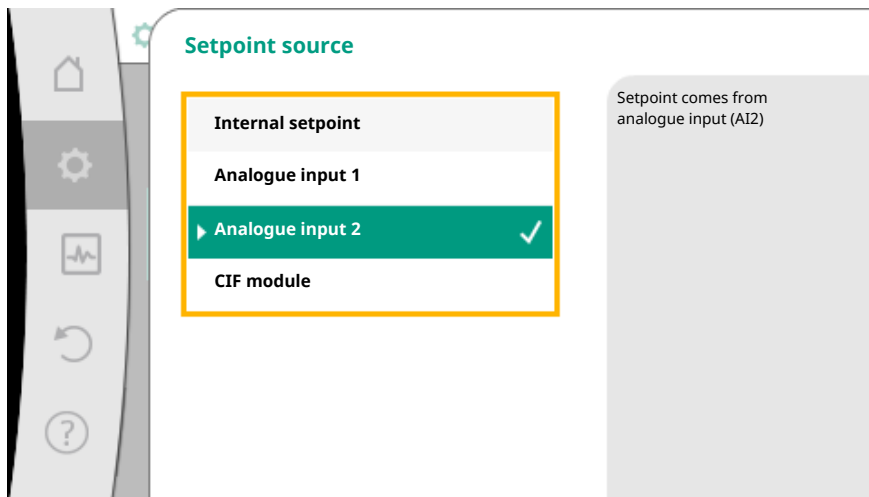 Setpoint source
Internal setpoint
Analogue input 1
Analogue input 2
CIF module
Setpoint comes from
analogue input (AI2)
?